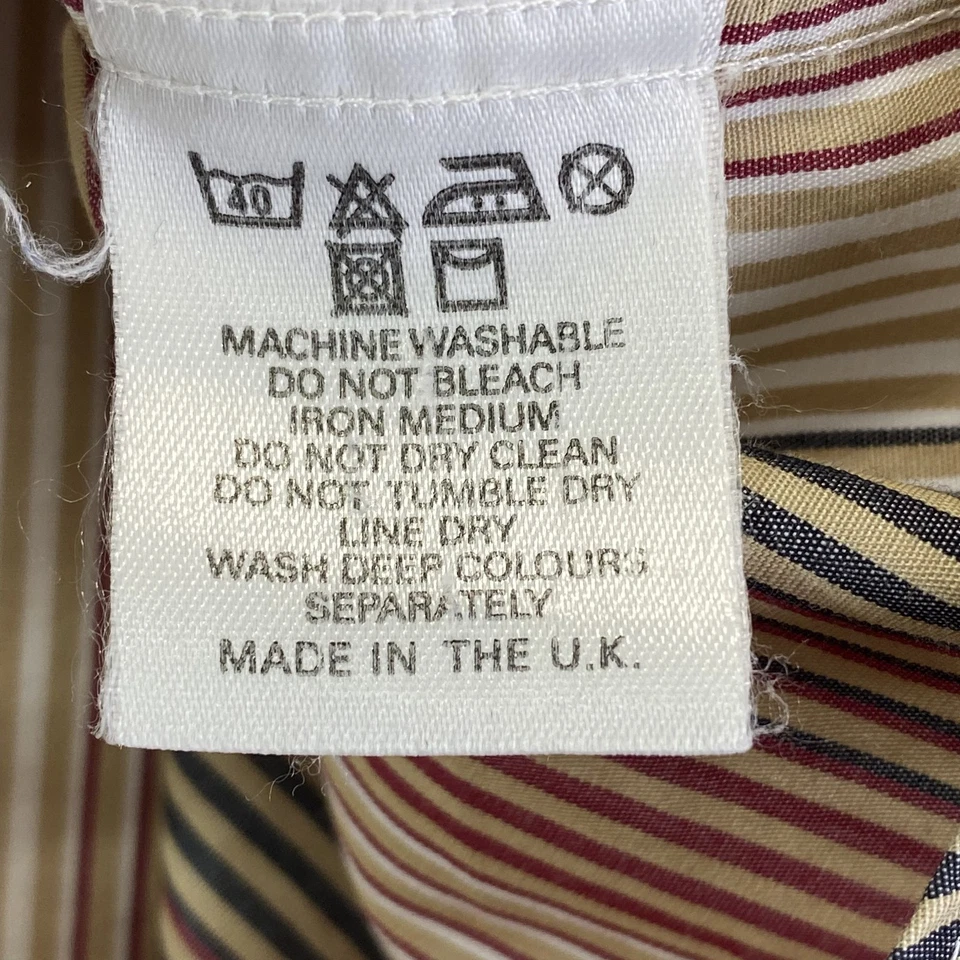 40
MACHINE WASHABLE
DO NOT BLEACH
IRON MEDIUM
DO NOT DRY CLEAN
DO NOT TUMBLE DRY
LINE DRY
WASH DEEP COLOURS
SEPARATELY
MADE IN THE U.K.